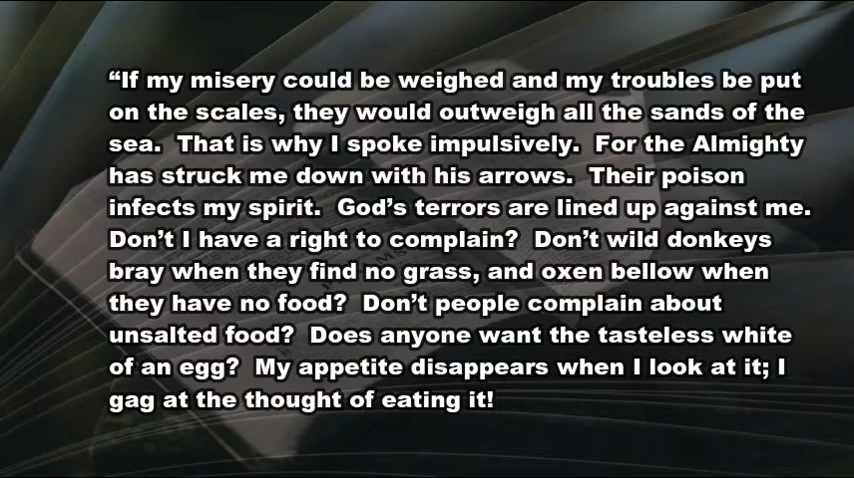 “If my misery could be weighed and my troubles be put
on the scales, they would outweigh all the sands of the
sea.  That is why I spoke impulsively.  For the Almighty
has struck me down with his arrows.  Their poison
infects my spirit.  God’s terrors are lined up against me.
Don’t I have a right to complain?  Don’t wild donkeys
bray when they find no grass, and oxen bellow when
they have no food?  Don’t people complain about
unsalted food?  Does anyone want the tasteless white
of an egg?  My appetite disappears when I look at it; I
gag at the thought of eating it!